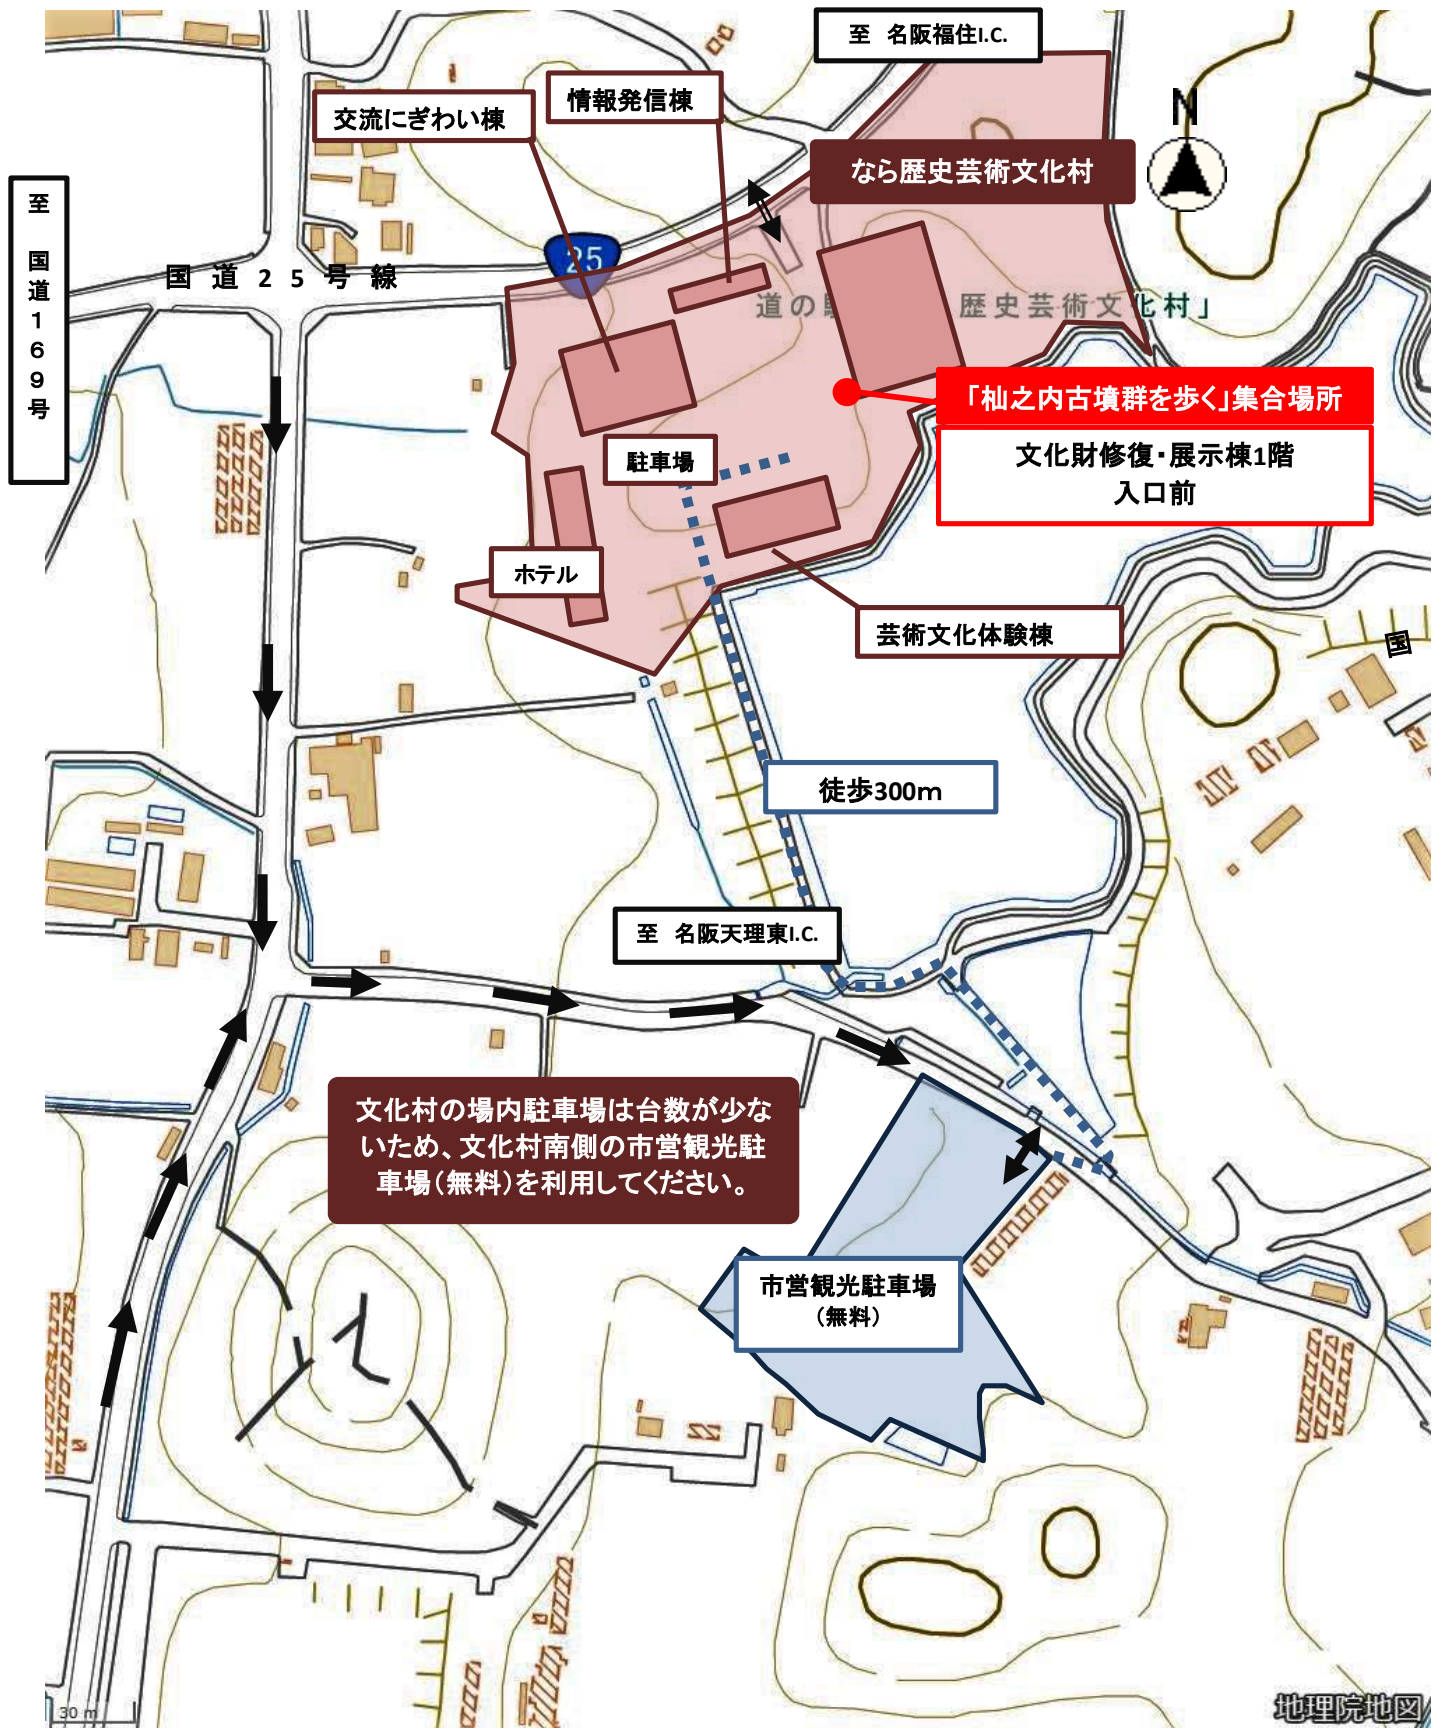 至 名阪福住I.C.
情報発信棟
交流にぎわい棟
なら歴史芸術文化村
N
至 国道169号
国道25号線
25
道の駅
歴史芸術文化村」
「杣之内古墳群を歩く」集合場所
文化財修復・展示棟1階
入口前
駐車場
ホテル
芸術文化体験棟
国
徒歩300m
至 名阪天理東I.C.
文化村の場内駐車場は台数が少な
いため、文化村南側の市営観光駐
車場（無料）を利用してください。
市営観光駐車場
（無料）
30 m
地理院地図